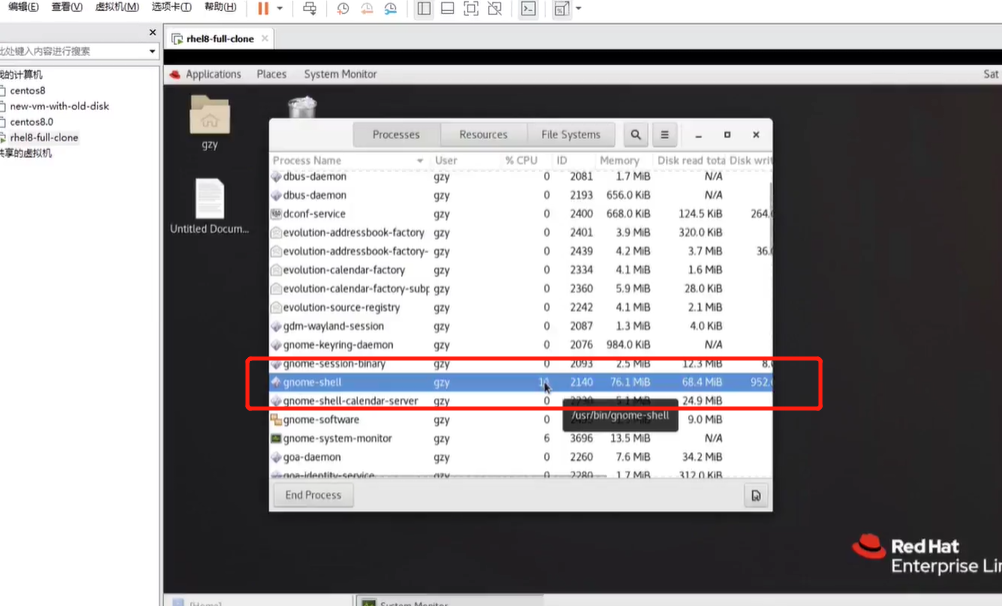 编辑(E) 查看(V) 虚拟机(M) 选项卡(T) 帮助(H)
rhel8-full-clone
此处键入内容进行搜索
我的计算机
centos8
new-vm-with-old-disk
centos8.0
rhel8-full-clone
共享的虚拟机
Applications Places System Monitor Sat
gzy
Untitled Docum...
Processes Resources File Systems
Process Name User % CPU ID Memory Disk read tota Disk writ
dbus-daemon gzy 0 2081 1.7 MiB N/A
dbus-daemon gzy 0 2193 656.0 KiB N/A
dconf-service gzy 0 2400 668.0 KiB 124.5 KiB 264.
evolution-addressbook-factory gzy 0 2401 3.9 MiB 320.0 KiB
evolution-addressbook-factory- gzy 0 2439 4.2 MiB 3.7 MiB 36.
evolution-calendar-factory gzy 0 2334 4.1 MiB 1.6 MiB
evolution-calendar-factory-subp gzy 0 2360 5.9 MiB 28.0 KiB
evolution-source-registry gzy 0 2242 4.1 MiB 2.1 MiB
gdm-wayland-session gzy 0 2087 1.3 MiB 4.0 KiB
gnome-keyring-daemon gzy 0 2076 984.0 KiB N/A
gnome-session-binary gzy 0 2093 2.5 MiB 12.3 MiB 8.
gnome-shell gzy 2140 76.1 MiB 68.4 MiB 952.
gnome-shell-calendar-server gzy 0 5.1 MiB 24.9 MiB
/usr/bin/gnome-shell
gnome-software gzy 0 9.0 MiB
gnome-system-monitor gzy 6 3696 13.5 MiB N/A
goa-daemon gzy 0 2260 7.6 MiB 34.2 MiB
goa-identity-service gzy 0 2280 1.7 MiB 312.0 KiB
End Process
Red Hat
Enterprise Lin
[Home] System Monitor